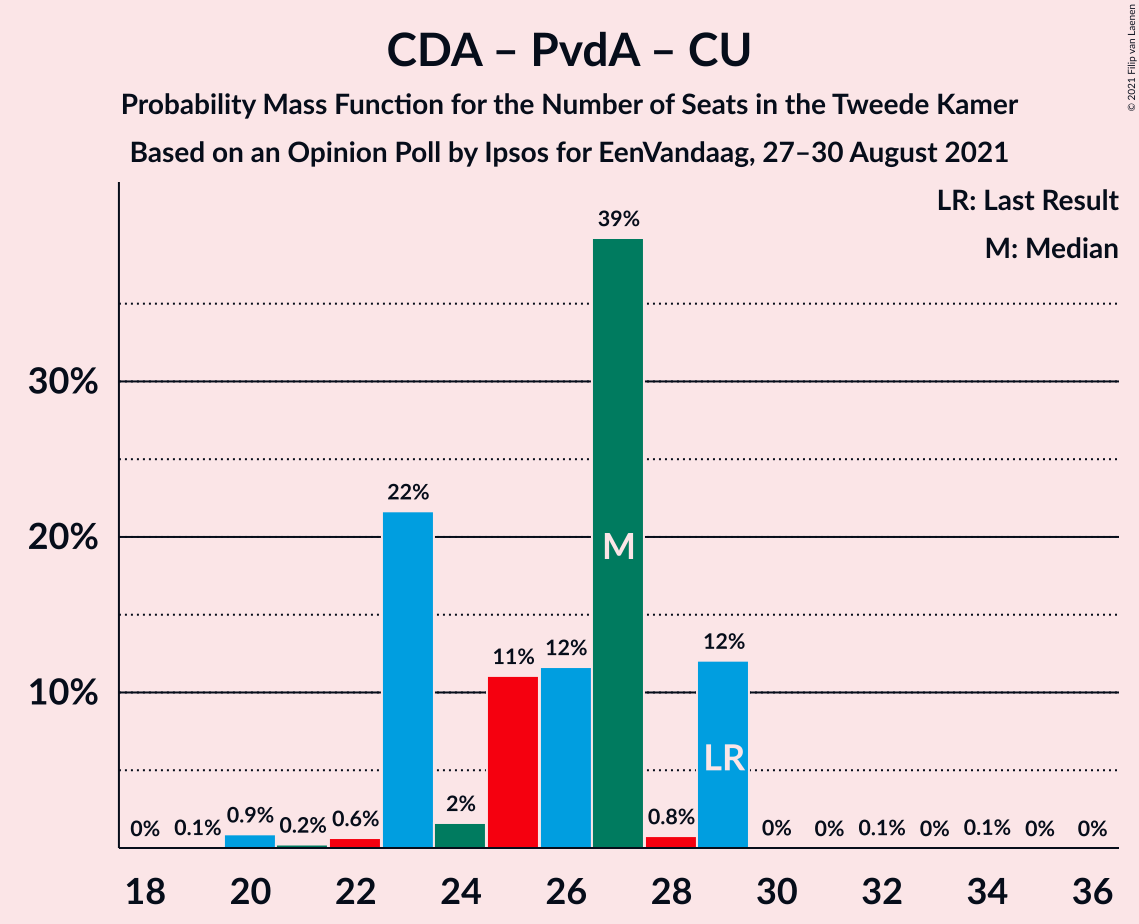 CDA – PvdA – CU
Probability Mass Function for the Number of Seats in the Tweede Kamer
Based on an Opinion Poll by Ipsos for EenVandaag, 27–30 August 2021
© 2021 Filip van Laenen
LR: Last Result
M: Median
39%
30%
22%
20%
M
12%
12%
11%
10%
LR
0% 0.1% 0.9% 0.2% 0.6% 2% 0.8% 0% 0% 0.1% 0% 0.1% 0% 0%
18 20 22 24 26 28 30 32 34 36